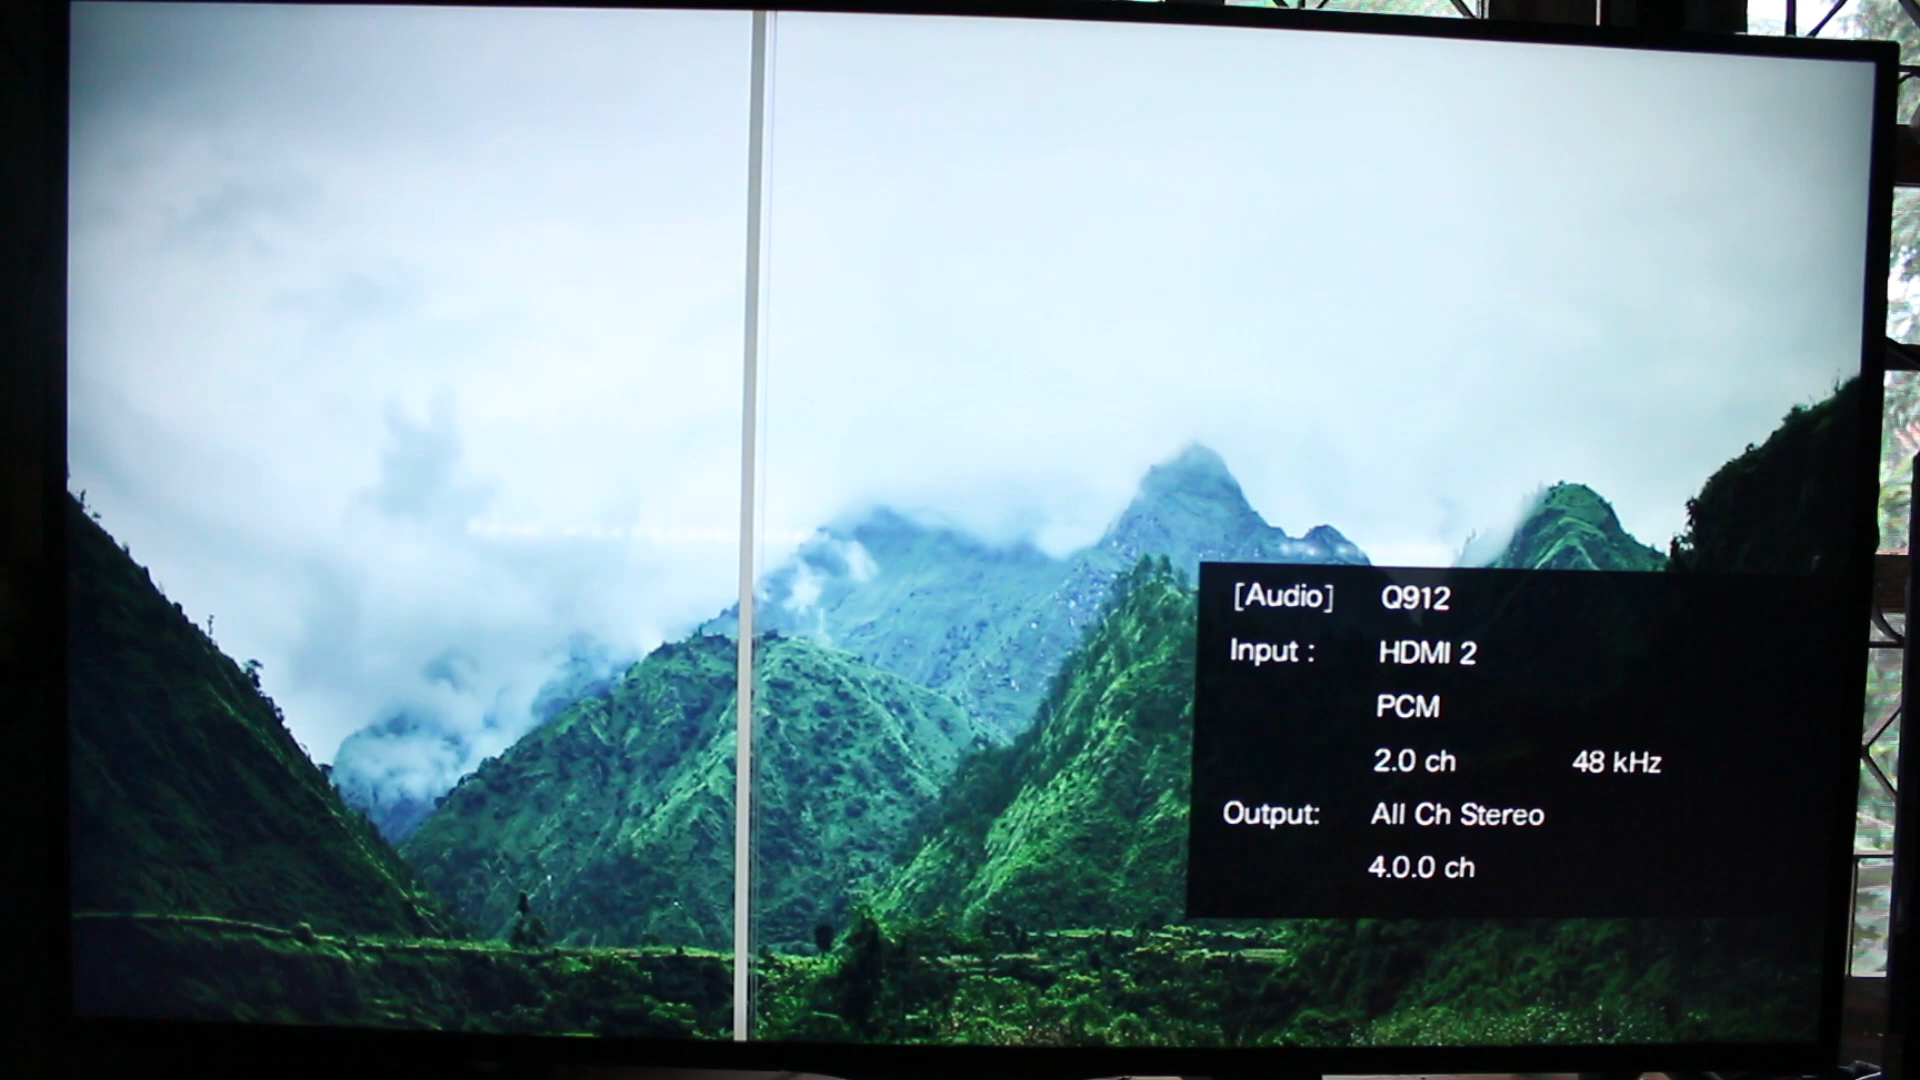 [Audio] Q912
Input : HDMI 2
PCM
2.0 ch 48 kHz
Output: All Ch Stereo
4.0.0 ch